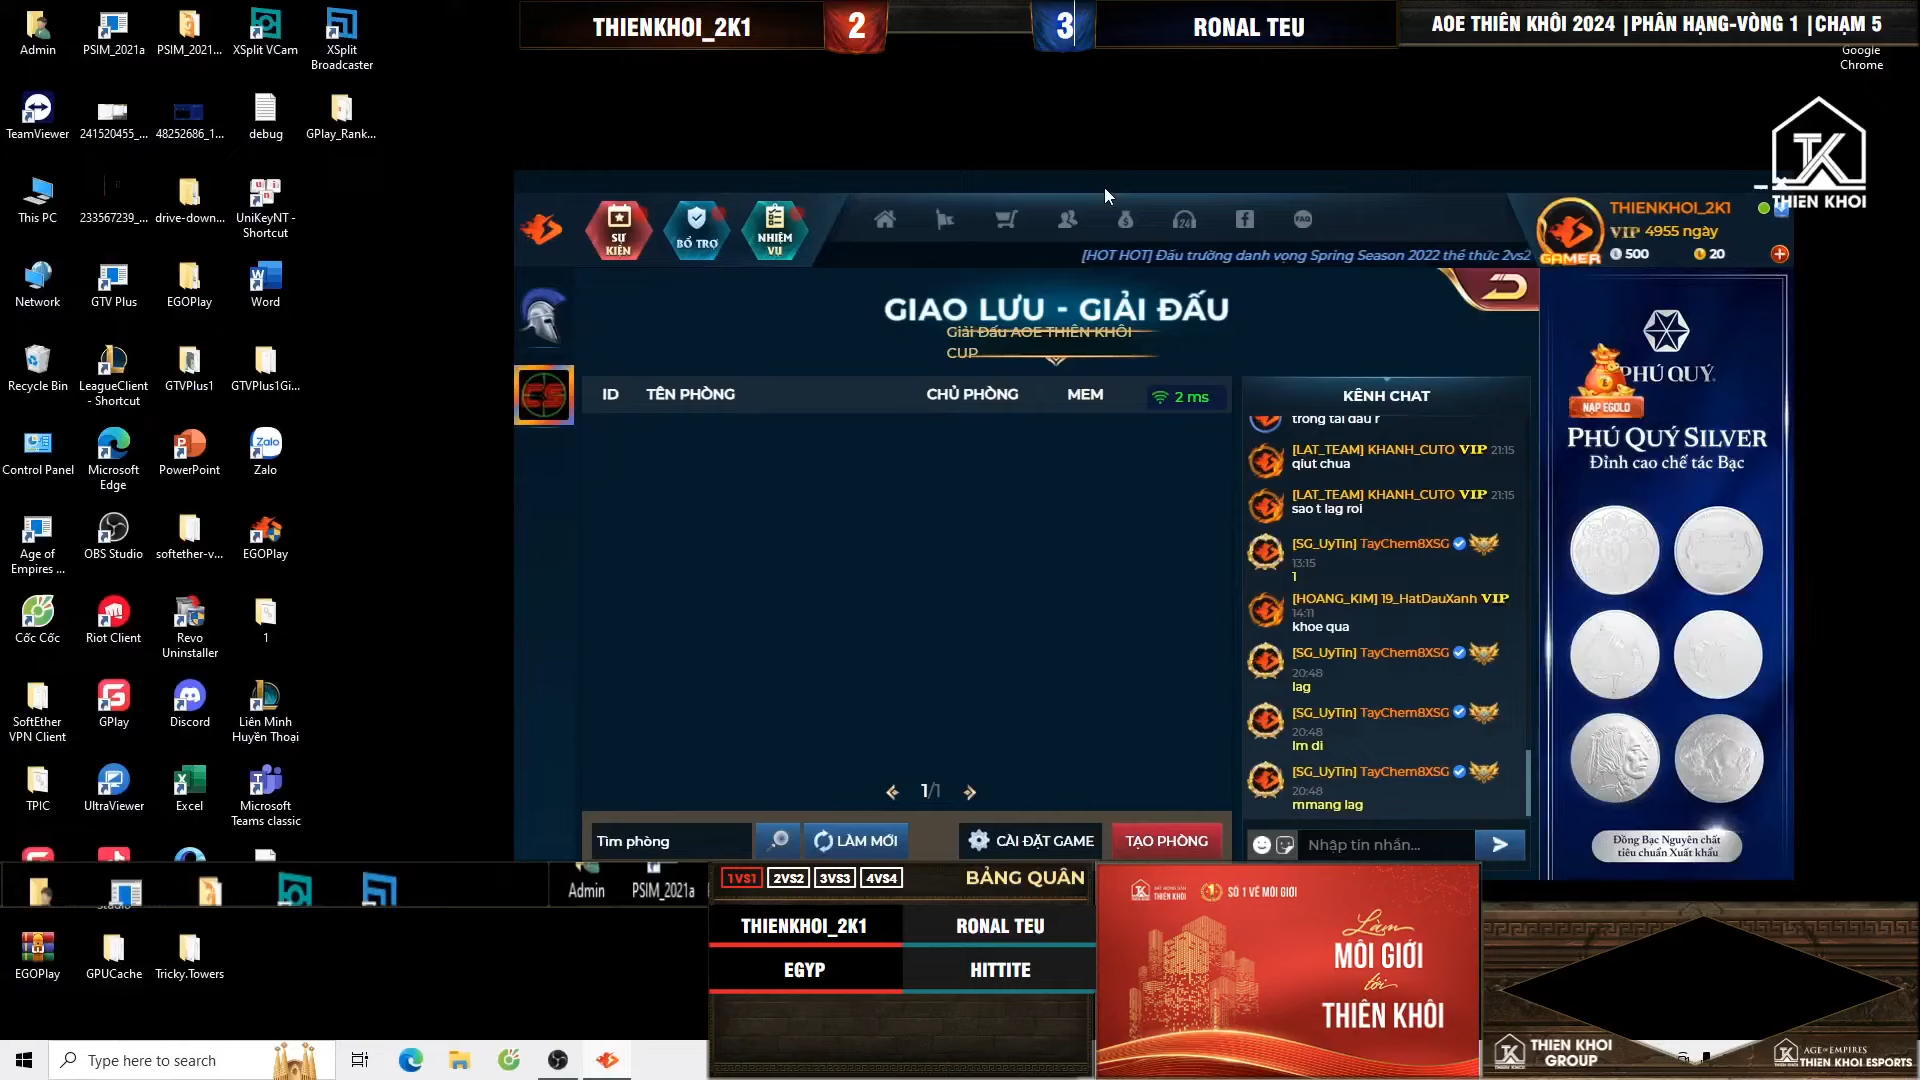 THIENKHOI_2K1
2
3
RONAL TEU
AOE THIÊN KHÔI 2024 |PHÂN HẠNG-VÒNG 1 |CHẠM 5
Admin
PSIM_2021a
PSIM_2021...
XSplit VCam
XSplit
Broadcaster
Google
Chrome
TeamViewer
241520455_...
48252686_1...
debug
GPlay_Rank...
TK
THIEN KHOI
This PC
233567239_...
drive-down...
UniKeyNT -
Shortcut
Network
GTV Plus
EGOPlay
Word
Recycle Bin
LeagueClient
- Shortcut
GTVPlus1
GTVPlus1Gi...
Control Panel
Microsoft
Edge
PowerPoint
Zalo
Age of
Empires ...
OBS Studio
softether-v...
EGOPlay
Cốc Cốc
Riot Client
Revo
Uninstaller
1
SoftEther
VPN Client
GPlay
Discord
Liên Minh
Huyền Thoại
TPIC
UltraViewer
Excel
Microsoft
Teams classic
SỰ
KIỆN
BỔ TRỢ
NHIỆM
VỤ
FAQ
THIENKHOI_2K1
VIP 4955 ngày
GAMER
500
20
[HOT HOT] Đấu trường danh vọng Spring Season 2022 thể thức 2vs2
GIAO LƯU - GIẢI ĐẤU
Giải Đấu AOE THIÊN KHÔI
CUP
ID
TÊN PHÒNG
CHỦ PHÒNG
MEM
2 ms
KÊNH CHAT
trong tai dau r
[LAT_TEAM] KHANH_CUTO VIP 21:15
qiut chua
[LAT_TEAM] KHANH_CUTO VIP 21:15
sao t lag roi
[SG_UyTin] TayChem8XSG
13:15
1
[HOANG_KIM] 19_HatDauXanh VIP
14:11
khoe qua
[SG_UyTin] TayChem8XSG
20:48
lag
[SG_UyTin] TayChem8XSG
20:48
lm di
[SG_UyTin] TayChem8XSG
20:48
mmang lag
1/1
Tìm phòng
LÀM MỚI
CÀI ĐẶT GAME
TẠO PHÒNG
Nhập tin nhắn...
PHÚ QUÝ
NẠP EGOLD
PHÚ QUÝ SILVER
Đỉnh cao chế tác Bạc
Đồng Bạc Nguyên chất
tiêu chuẩn Xuất khẩu
Admin
PSIM_2021a
1VS1
2VS2
3VS3
4VS4
BẢNG QUÂN
THIENKHOI_2K1
RONAL TEU
EGYP
HITTITE
THIÊN KHÔI
SỐ 1 VỀ MÔI GIỚI
Làm
MÔI GIỚI
tới
THIÊN KHÔI
EGOPlay
GPUCache
Tricky.Towers
Type here to search
THIEN KHOI
GROUP
AGE OF EMPIRES
THIEN KHOI ESPORTS